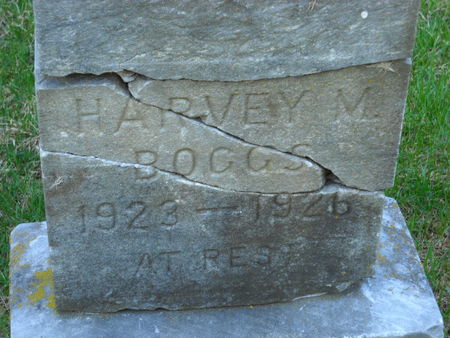 HARVEY M.
BOGGS
1923 — 1926
AT REST